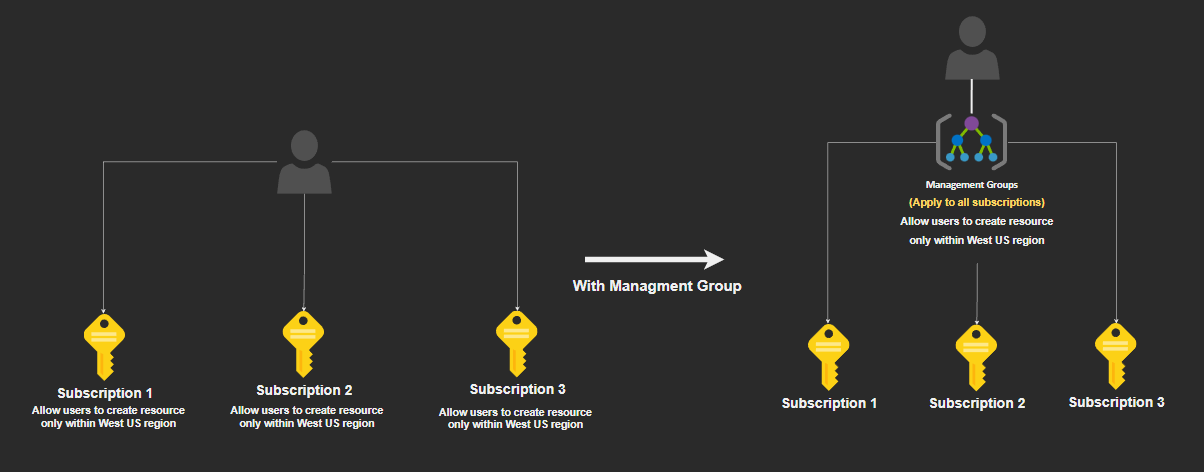 Subscription 1
Allow users to create resource
only within West US region
Subscription 2
Allow users to create resource
only within West US region
Subscription 3
Allow users to create resource
only within West US region
With Managment Group
Management Groups
(Apply to all subscriptions)
Allow users to create resource
only within West US region
Subscription 1
Subscription 2
Subscription 3